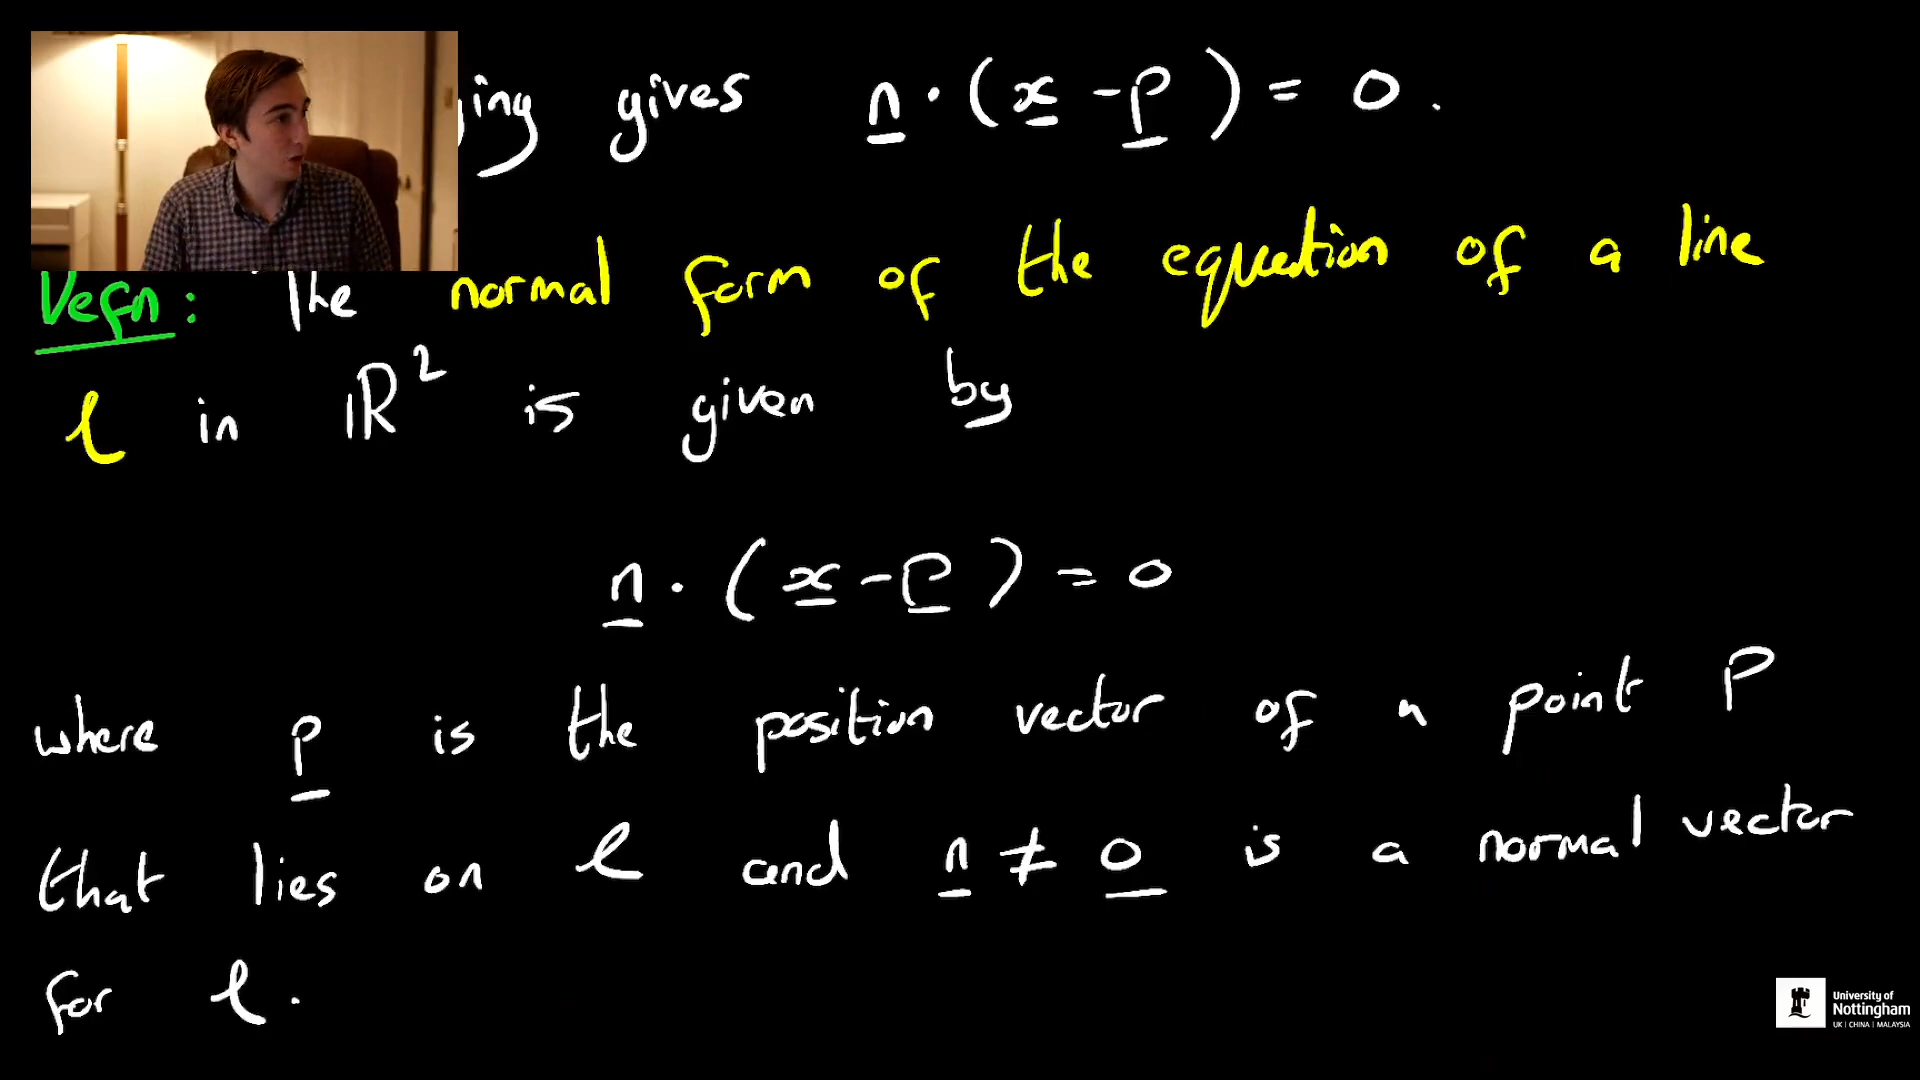 ing gives n · (x - p) = 0.
Defn: The normal form of the equation of a line
ℓ in ℝ² is given by
n · (x - p) = 0
where p is the position vector of a point P
that lies on ℓ and n ≠ 0 is a normal vector
for ℓ.
University of
Nottingham
UK | CHINA | MALAYSIA